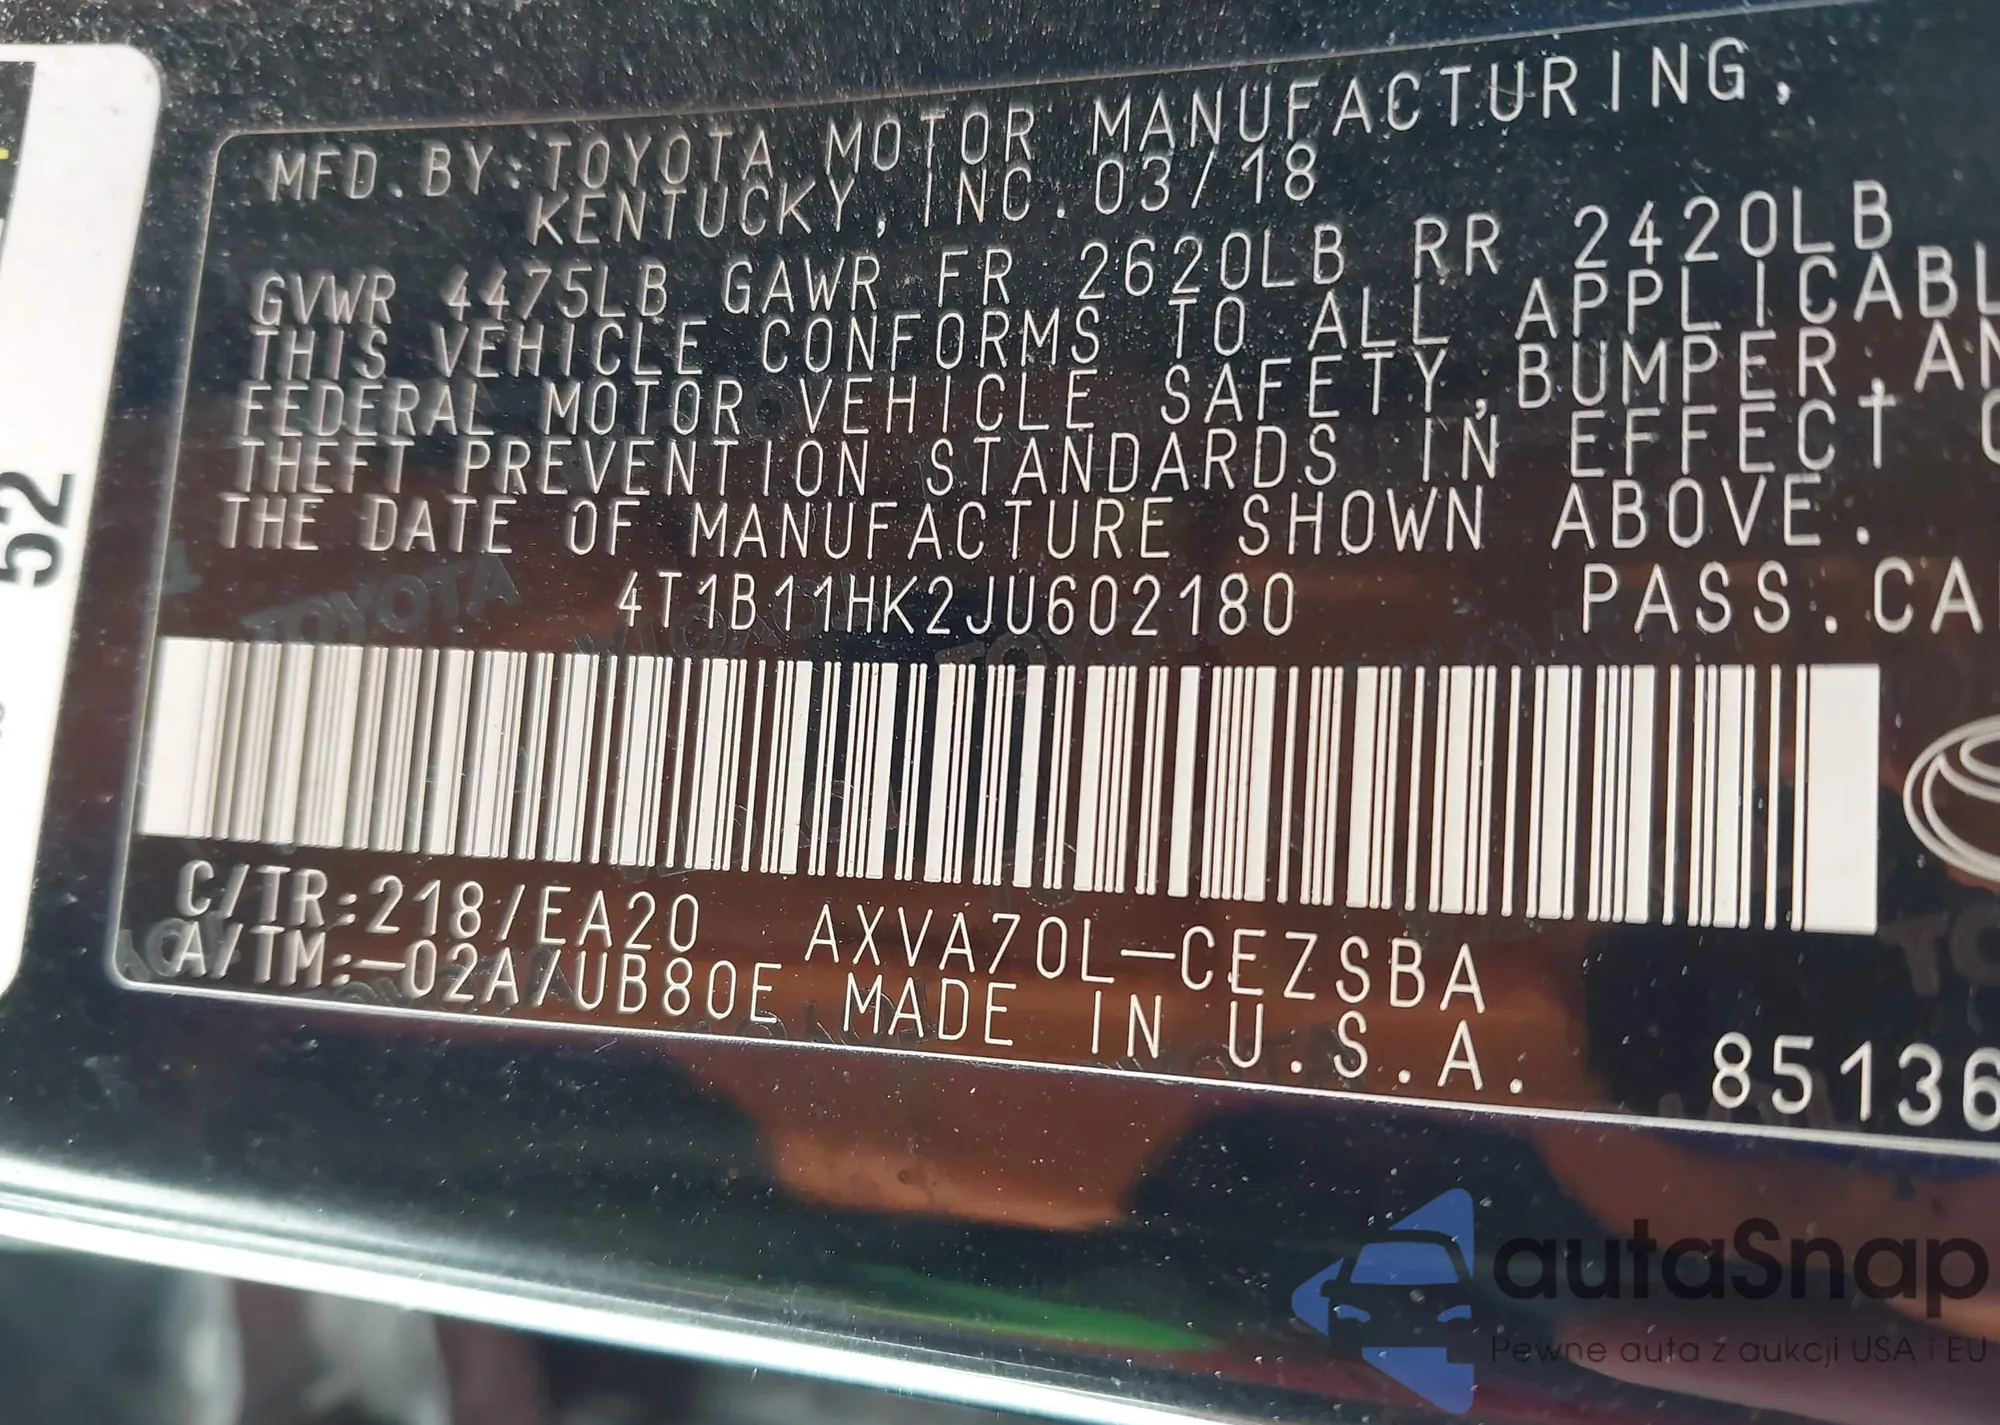 MFD. BY: TOYOTA MOTOR MANUFACTURING,
KENTUCKY, INC. 03/18
GVWR 4475LB GAWR FR 2620LB RR 2420LB
THIS VEHICLE CONFORMS TO ALL APPLICABL
FEDERAL MOTOR VEHICLE SAFETY, BUMPER, AN
THEFT PREVENTION STANDARDS IN EFFECT O
THE DATE OF MANUFACTURE SHOWN ABOVE.
4T1B11HK2JU602180 PASS.CA
C/TR:218/EA20 AXVA70L-CEZSBA
A/TM:-02A/UB80E MADE IN U.S.A.
85136
52
TOYOTA
autaSnap
Pewne auta z aukcji USA i EU